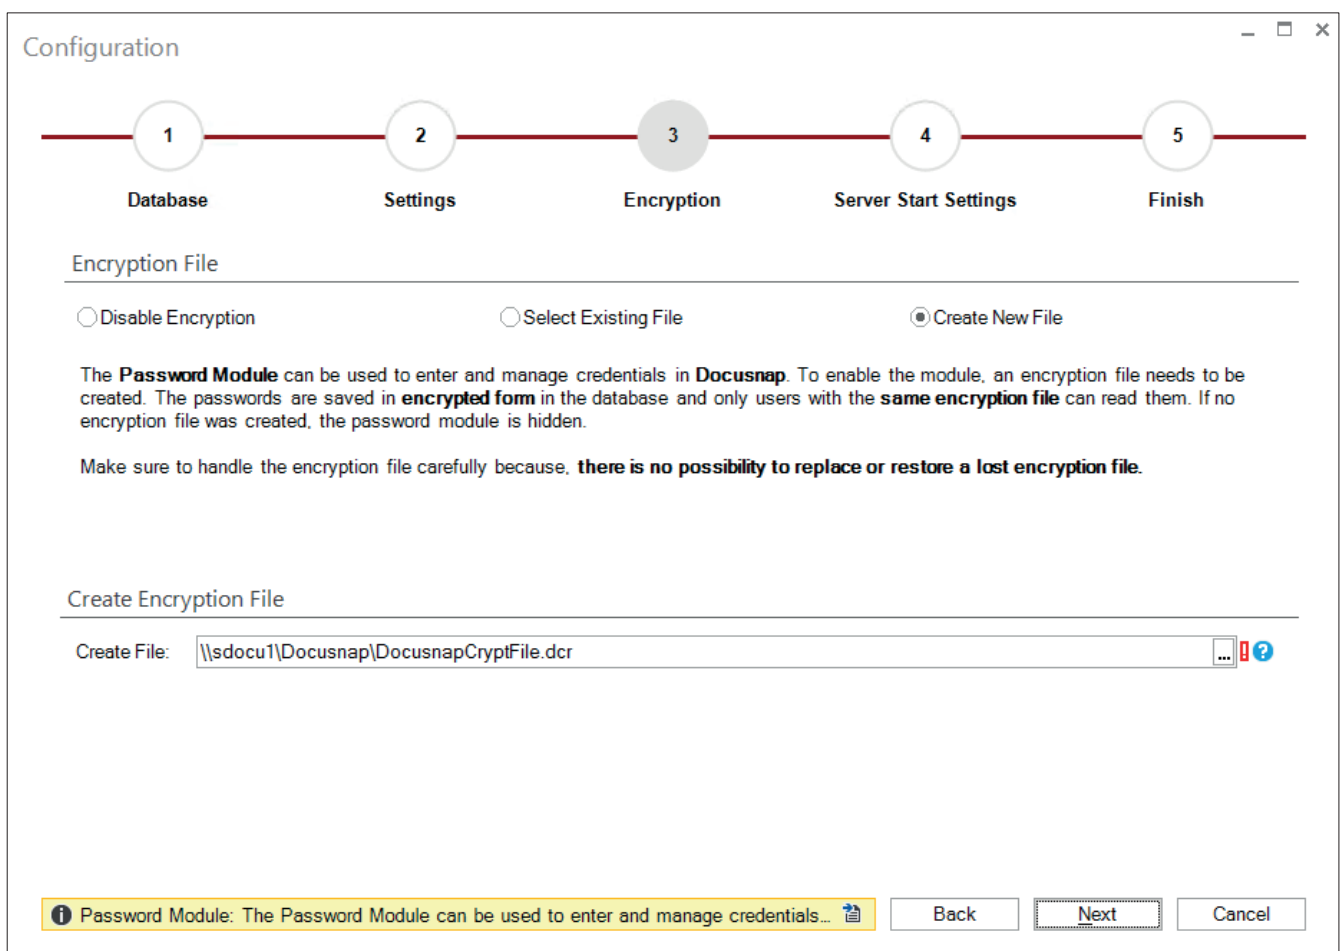 Configuration
1 2 3 4 5
Database Settings Encryption Server Start Settings Finish
Encryption File
Disable Encryption Select Existing File Create New File
The Password Module can be used to enter and manage credentials in Docusnap. To enable the module, an encryption file needs to be
created. The passwords are saved in encrypted form in the database and only users with the same encryption file can read them. If no
encryption file was created, the password module is hidden.
Make sure to handle the encryption file carefully because, there is no possibility to replace or restore a lost encryption file.
Create Encryption File
Create File: \\sdocu1\Docusnap\DocusnapCryptFile.dcr ... ! ?
Password Module: The Password Module can be used to enter and manage credentials... Back Next Cancel